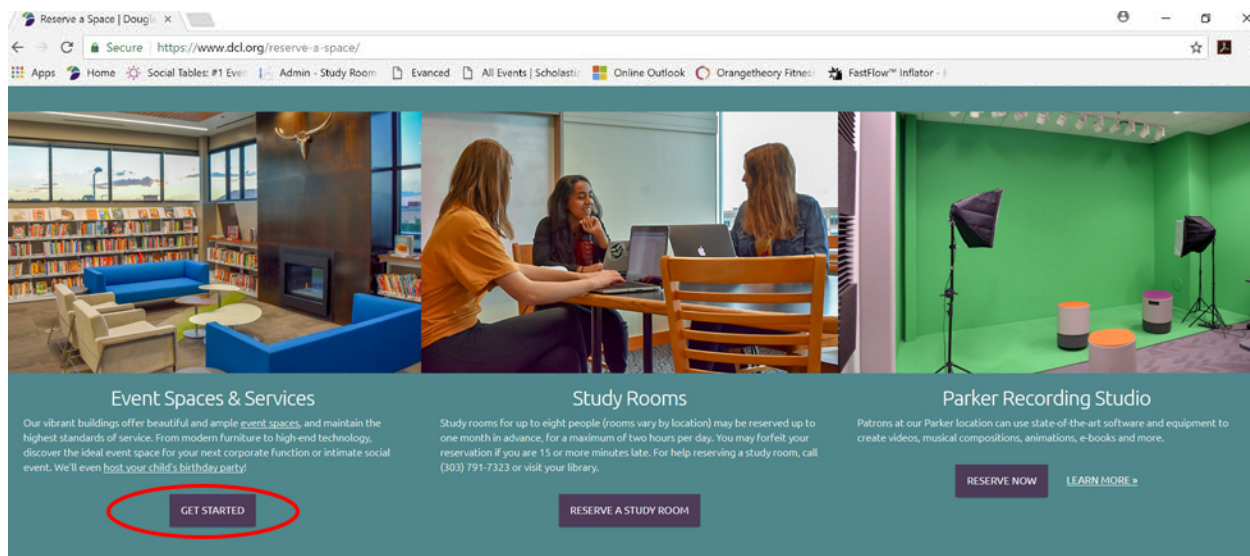 Reserve a Space | Dougl
Secure | https://www.dcl.org/reserve-a-space/
Apps Home Social Tables: #1 Even Admin - Study Room Evanced All Events | Scholastic Online Outlook Orangetheory Fitness FastFlow™ Inflator -
Event Spaces & Services
Our vibrant buildings offer beautiful and ample event spaces, and maintain the
highest standards of service. From modern furniture to high-end technology,
discover the ideal event space for your next corporate function or intimate social
event. We'll even host your child's birthday party!
GET STARTED
Study Rooms
Study rooms for up to eight people (rooms vary by location) may be reserved up to
one month in advance, for a maximum of two hours per day. You may forfeit your
reservation if you are 15 or more minutes late. For help reserving a study room, call
(303) 791-7323 or visit your library.
RESERVE A STUDY ROOM
Parker Recording Studio
Patrons at our Parker location can use state-of-the-art software and equipment to
create videos, musical compositions, animations, e-books and more.
RESERVE NOW LEARN MORE »